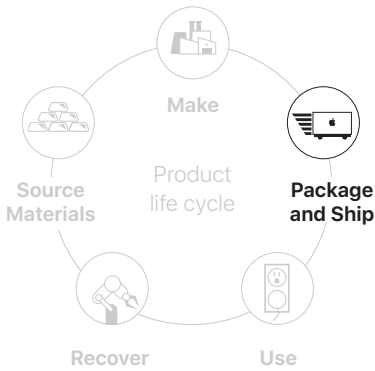 Make
Source
Materials
Product
life cycle
Package
and Ship
Recover
Use